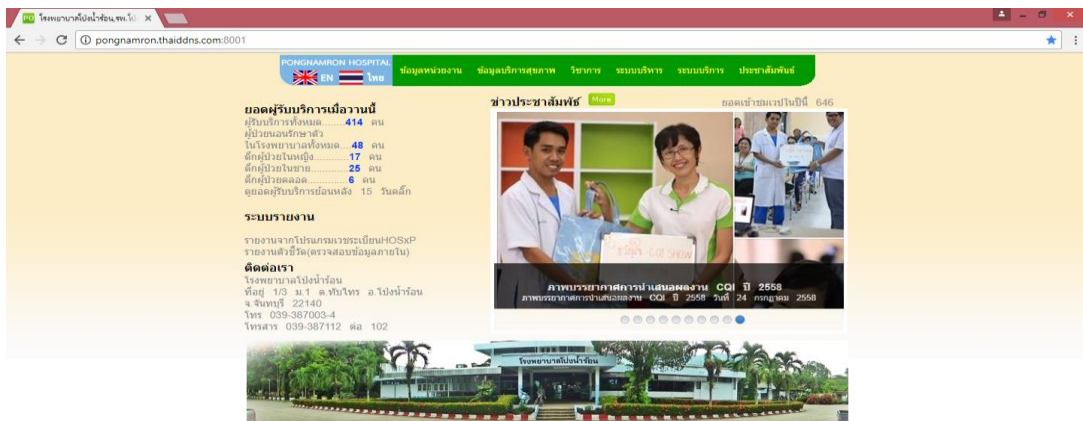 โรงพยาบาลโป่งน้ำร้อน,รพ.โป่
pongnamron.thaiddns.com:8001
PONGNAMRON HOSPITAL
EN ไทย
ข้อมูลหน่วยงาน ข้อมูลบริการสุขภาพ วิชาการ ระบบบริหาร ระบบบริการ ประชาสัมพันธ์
ยอดผู้รับบริการเมื่อวานนี้
ผู้รับบริการทั้งหมด........414 คน
ผู้ป่วยนอนรักษาตัว
ในโรงพยาบาลทั้งหมด....48 คน
ตึกผู้ป่วยในหญิง............17 คน
ตึกผู้ป่วยในชาย............25 คน
ตึกผู้ป่วยคลอด..............6 คน
ดูยอดผู้รับบริการย้อนหลัง 15 วันคลิ๊ก
ระบบรายงาน
รายงานจากโปรแกรมเวชระเบียนHOSxP
รายงานตัวชี้วัด(ตรวจสอบข้อมูลภายใน)
ติดต่อเรา
โรงพยาบาลโป่งน้ำร้อน
ที่อยู่ 1/3 ม.1 ต.ทับไทร อ.โป่งน้ำร้อน
จ.จันทบุรี 22140
โทร 039-387003-4
โทรสาร 039-387112 ต่อ 102
ข่าวประชาสัมพัธ์ More
ยอดเข้าชมเวปในปีนี้ 646
ขวัญใจ CQI SHOW
ภาพบรรยากาศการนำเสนอผลงาน CQI ปี 2558
ภาพบรรยากาศการนำเสนอผลงาน CQI ปี 2558 วันที่ 24 กรกฎาคม 2558
โรงพยาบาลโป่งน้ำร้อน